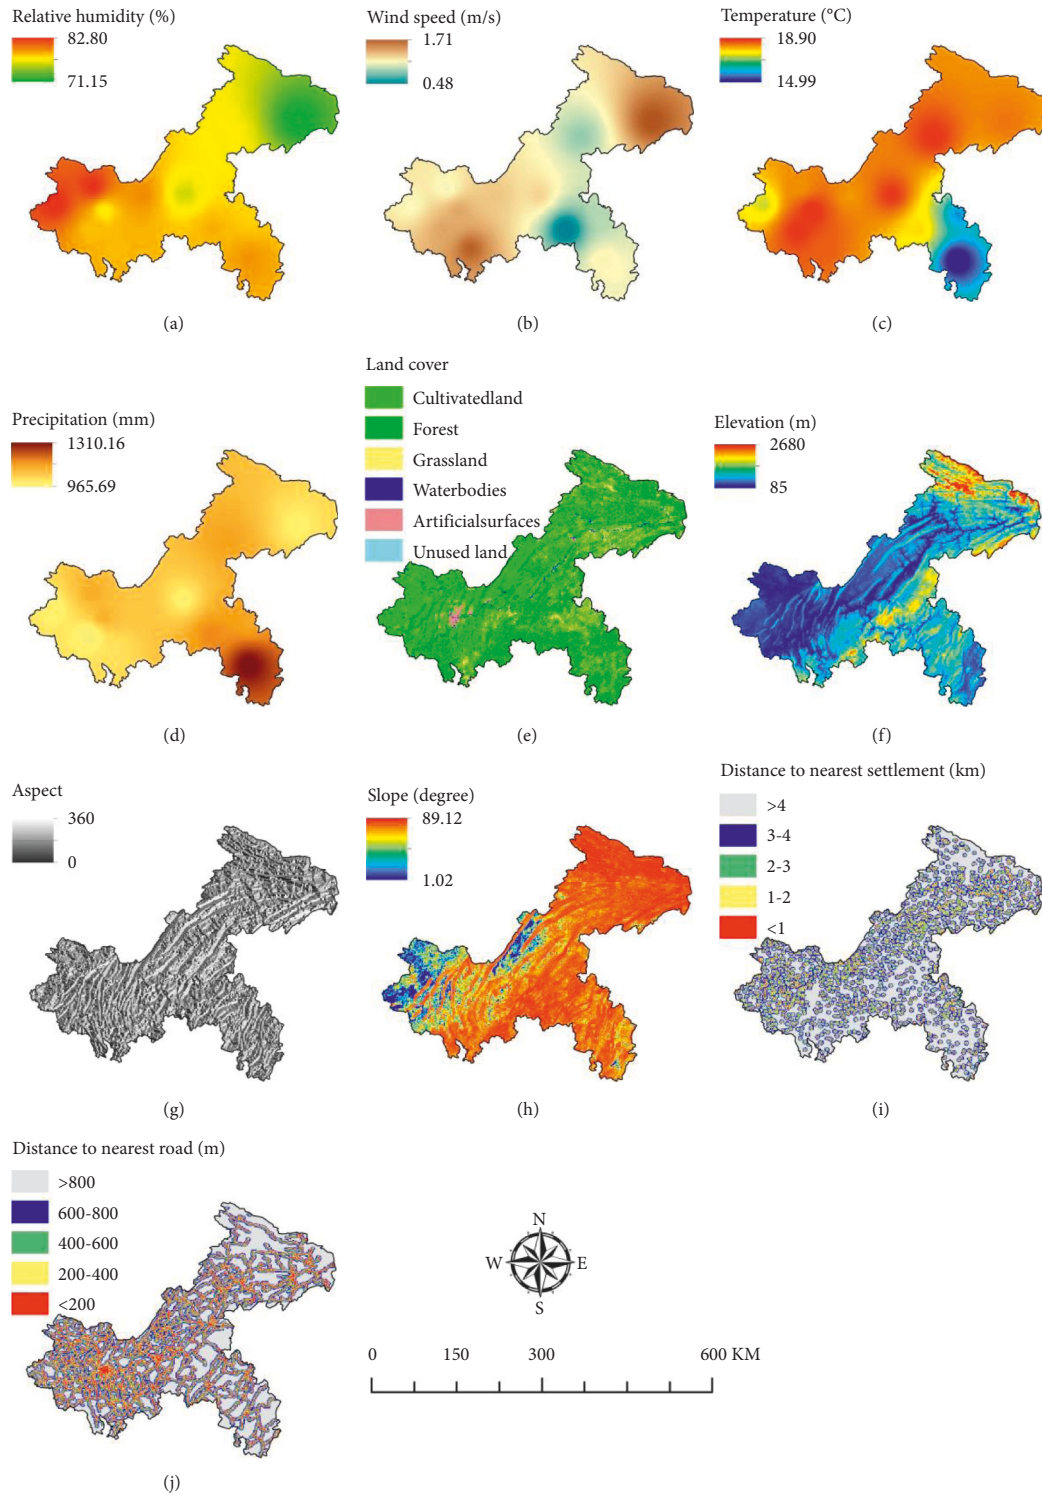 Relative humidity (%)
82.80
71.15
(a)
Wind speed (m/s)
1.71
0.48
(b)
Temperature (°C)
18.90
14.99
(c)
Precipitation (mm)
1310.16
965.69
(d)
Land cover
Cultivatedland
Forest
Grassland
Waterbodies
Artificialsurfaces
Unused land
(e)
Elevation (m)
2680
85
(f)
Aspect
360
0
(g)
Slope (degree)
89.12
1.02
(h)
Distance to nearest settlement (km)
>4
3-4
2-3
1-2
<1
(i)
Distance to nearest road (m)
>800
600-800
400-600
200-400
<200
(j)
N
W E
S
0 150 300 600 KM